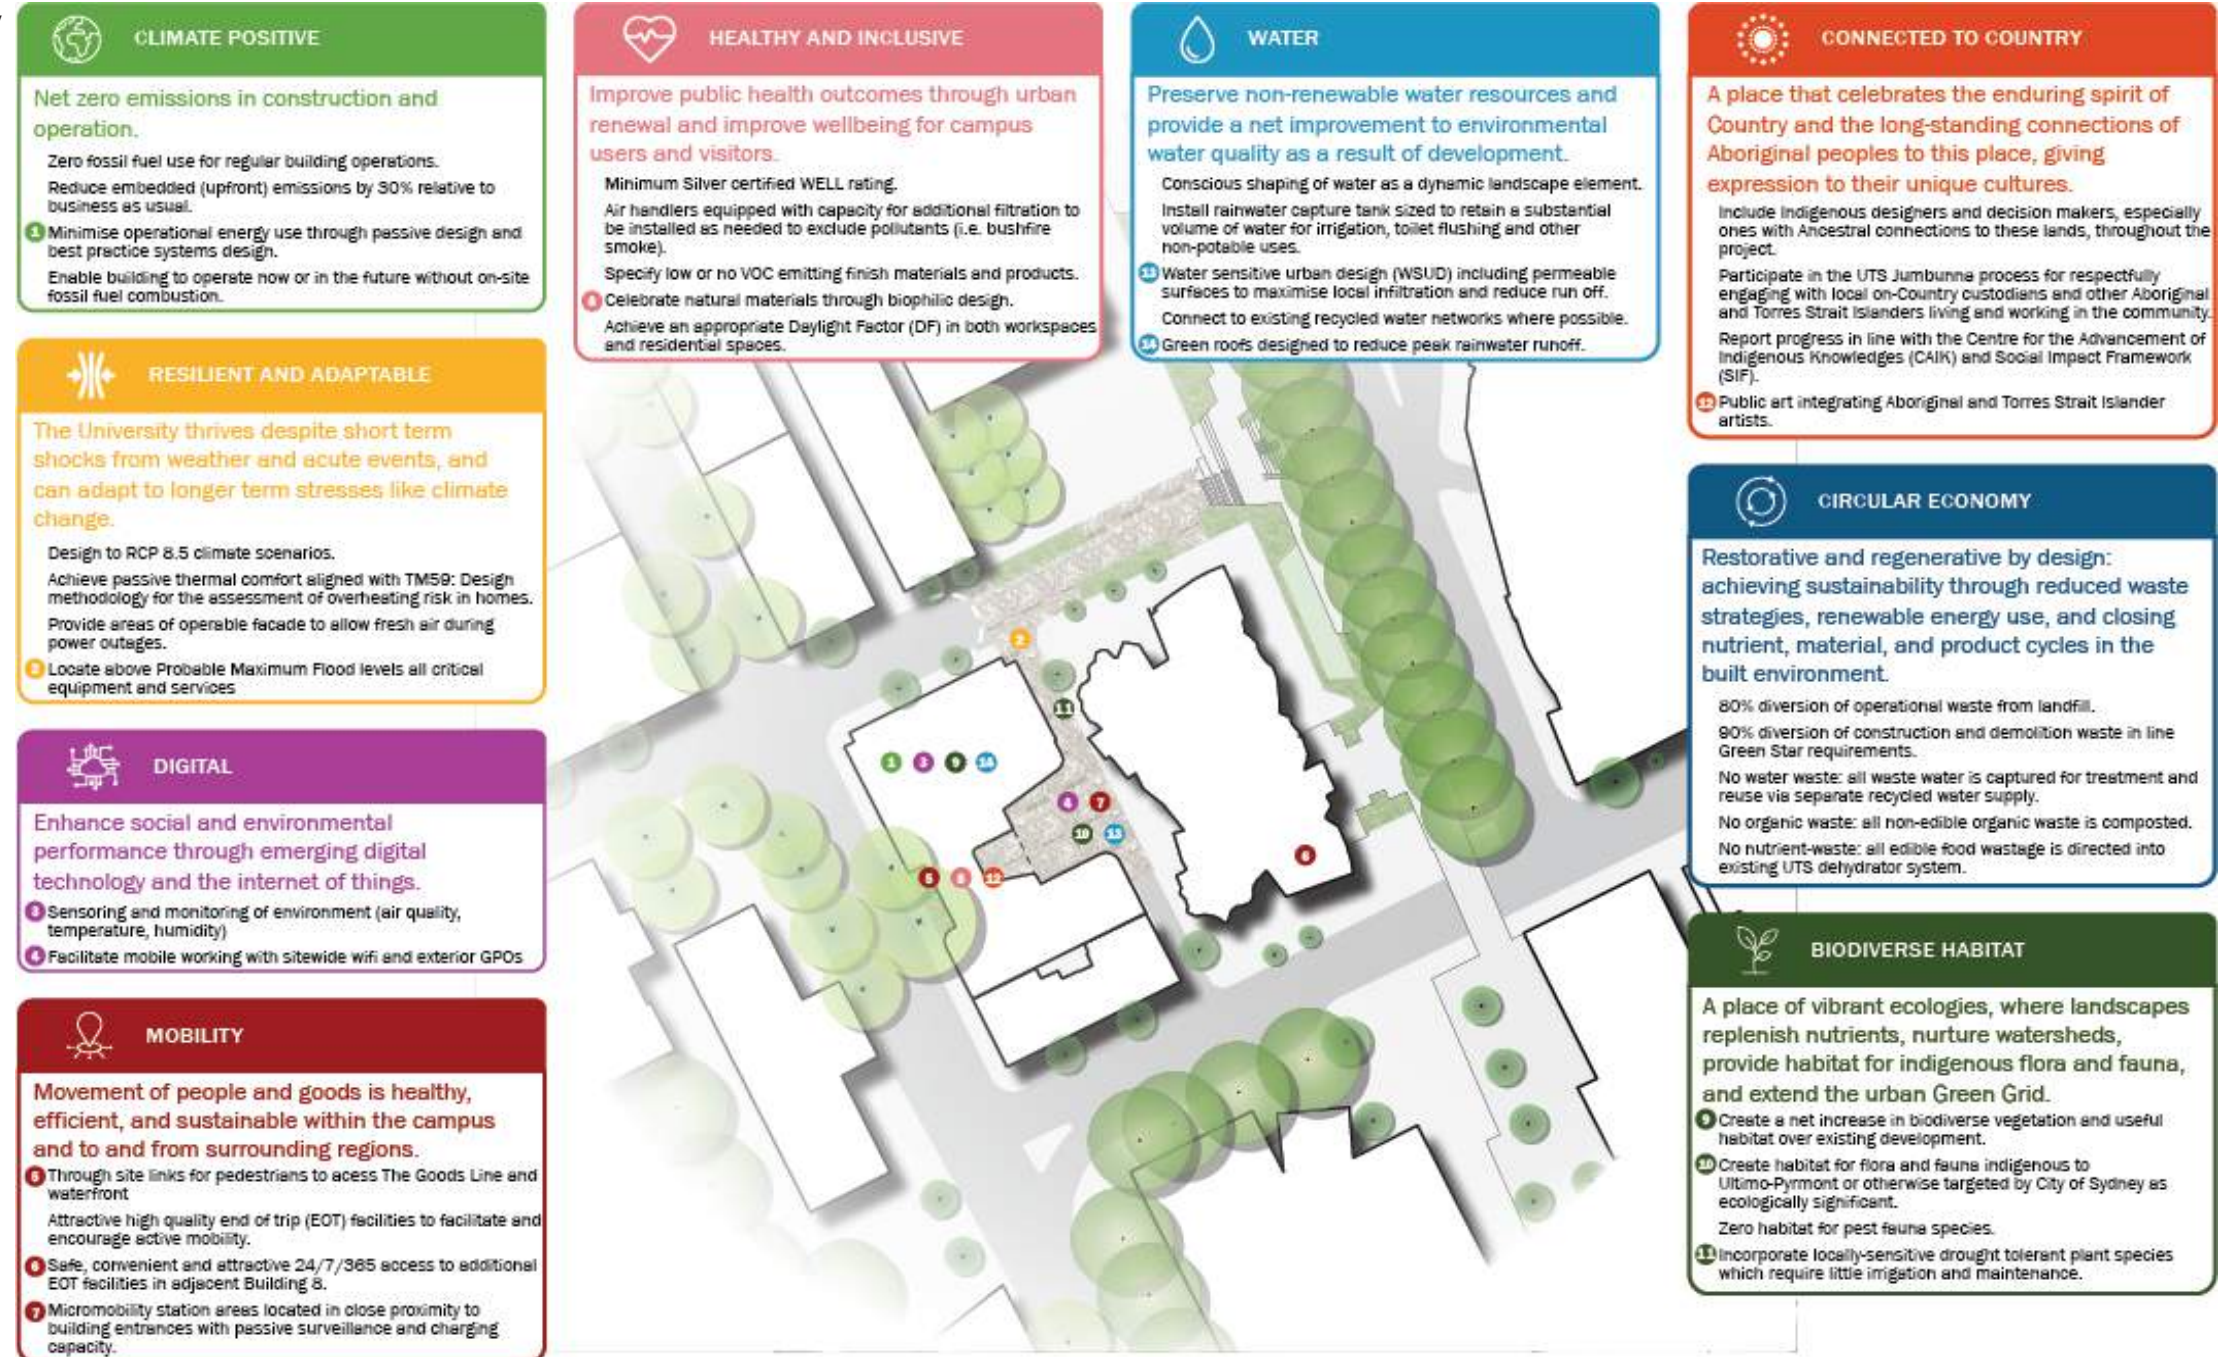 CLIMATE POSITIVE
Net zero emissions in construction and
operation.
Zero fossil fuel use for regular building operations.
Reduce embedded (upfront) emissions by 30% relative to
business as usual.
1 Minimise operational energy use through passive design and
best practice systems design.
Enable building to operate now or in the future without on-site
fossil fuel combustion.
RESILIENT AND ADAPTABLE
The University thrives despite short term
shocks from weather and acute events, and
can adapt to longer term stresses like climate
change.
Design to RCP 8.5 climate scenarios.
Achieve passive thermal comfort aligned with TM59: Design
methodology for the assessment of overheating risk in homes.
Provide areas of operable facade to allow fresh air during
power outages.
2 Locate above Probable Maximum Flood levels all critical
equipment and services
DIGITAL
Enhance social and environmental
performance through emerging digital
technology and the internet of things.
3 Sensoring and monitoring of environment (air quality,
temperature, humidity)
4 Facilitate mobile working with sitewide wifi and exterior GPOs
MOBILITY
Movement of people and goods is healthy,
efficient, and sustainable within the campus
and to and from surrounding regions.
5 Through site links for pedestrians to acess The Goods Line and
waterfront
Attractive high quality end of trip (EOT) facilities to facilitate and
encourage active mobility.
6 Safe, convenient and attractive 24/7/365 access to additional
EOT facilities in adjacent Building 8.
7 Micromobility station areas located in close proximity to
building entrances with passive surveillance and charging
capacity.
HEALTHY AND INCLUSIVE
Improve public health outcomes through urban
renewal and improve wellbeing for campus
users and visitors.
Minimum Silver certified WELL rating.
Air handlers equipped with capacity for additional filtration to
be installed as needed to exclude pollutants (i.e. bushfire
smoke).
Specify low or no VOC emitting finish materials and products.
8 Celebrate natural materials through biophilic design.
Achieve an appropriate Daylight Factor (DF) in both workspaces
and residential spaces.
WATER
Preserve non-renewable water resources and
provide a net improvement to environmental
water quality as a result of development.
Conscious shaping of water as a dynamic landscape element.
Install rainwater capture tank sized to retain a substantial
volume of water for irrigation, toilet flushing and other
non-potable uses.
13 Water sensitive urban design (WSUD) including permeable
surfaces to maximise local infiltration and reduce run off.
Connect to existing recycled water networks where possible.
14 Green roofs designed to reduce peak rainwater runoff.
2
11
1 3 9 14
4 7
10 13
6
5 8 12
CONNECTED TO COUNTRY
A place that celebrates the enduring spirit of
Country and the long-standing connections of
Aboriginal peoples to this place, giving
expression to their unique cultures.
Include Indigenous designers and decision makers, especially
ones with Ancestral connections to these lands, throughout the
project.
Participate in the UTS Jumbunna process for respectfully
engaging with local on-Country custodians and other Aboriginal
and Torres Strait Islanders living and working in the community.
Report progress in line with the Centre for the Advancement of
Indigenous Knowledges (CAIK) and Social Impact Framework
(SIF).
12 Public art integrating Aboriginal and Torres Strait Islander
artists.
CIRCULAR ECONOMY
Restorative and regenerative by design:
achieving sustainability through reduced waste
strategies, renewable energy use, and closing
nutrient, material, and product cycles in the
built environment.
80% diversion of operational waste from landfill.
90% diversion of construction and demolition waste in line
Green Star requirements.
No water waste: all waste water is captured for treatment and
reuse via separate recycled water supply.
No organic waste: all non-edible organic waste is composted.
No nutrient-waste: all edible food wastage is directed into
existing UTS dehydrator system.
BIODIVERSE HABITAT
A place of vibrant ecologies, where landscapes
replenish nutrients, nurture watersheds,
provide habitat for indigenous flora and fauna,
and extend the urban Green Grid.
9 Create a net increase in biodiverse vegetation and useful
habitat over existing development.
10 Create habitat for flora and fauna indigenous to
Ultimo-Pyrmont or otherwise targeted by City of Sydney as
ecologically significant.
Zero habitat for pest fauna species.
11 Incorporate locally-sensitive drought tolerant plant species
which require little irrigation and maintenance.